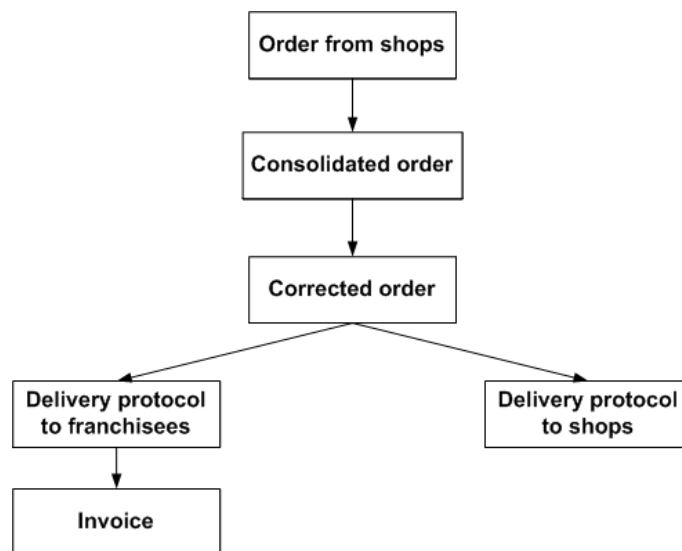 Order from shops
Consolidated order
Corrected order
Delivery protocol
to franchisees
Delivery protocol
to shops
Invoice